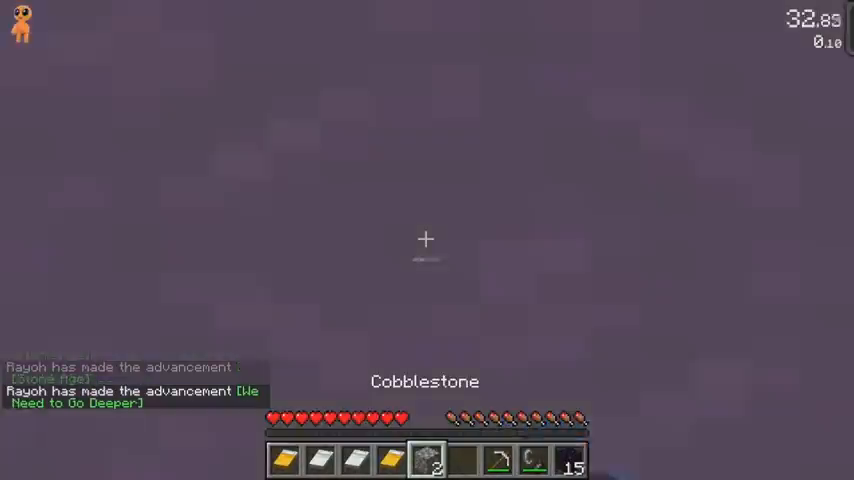 32.89
0.10
Rayoh has made the advancement
[Stone Age]
Rayoh has made the advancement [We
Need to Go Deeper]
Cobblestone
2
15